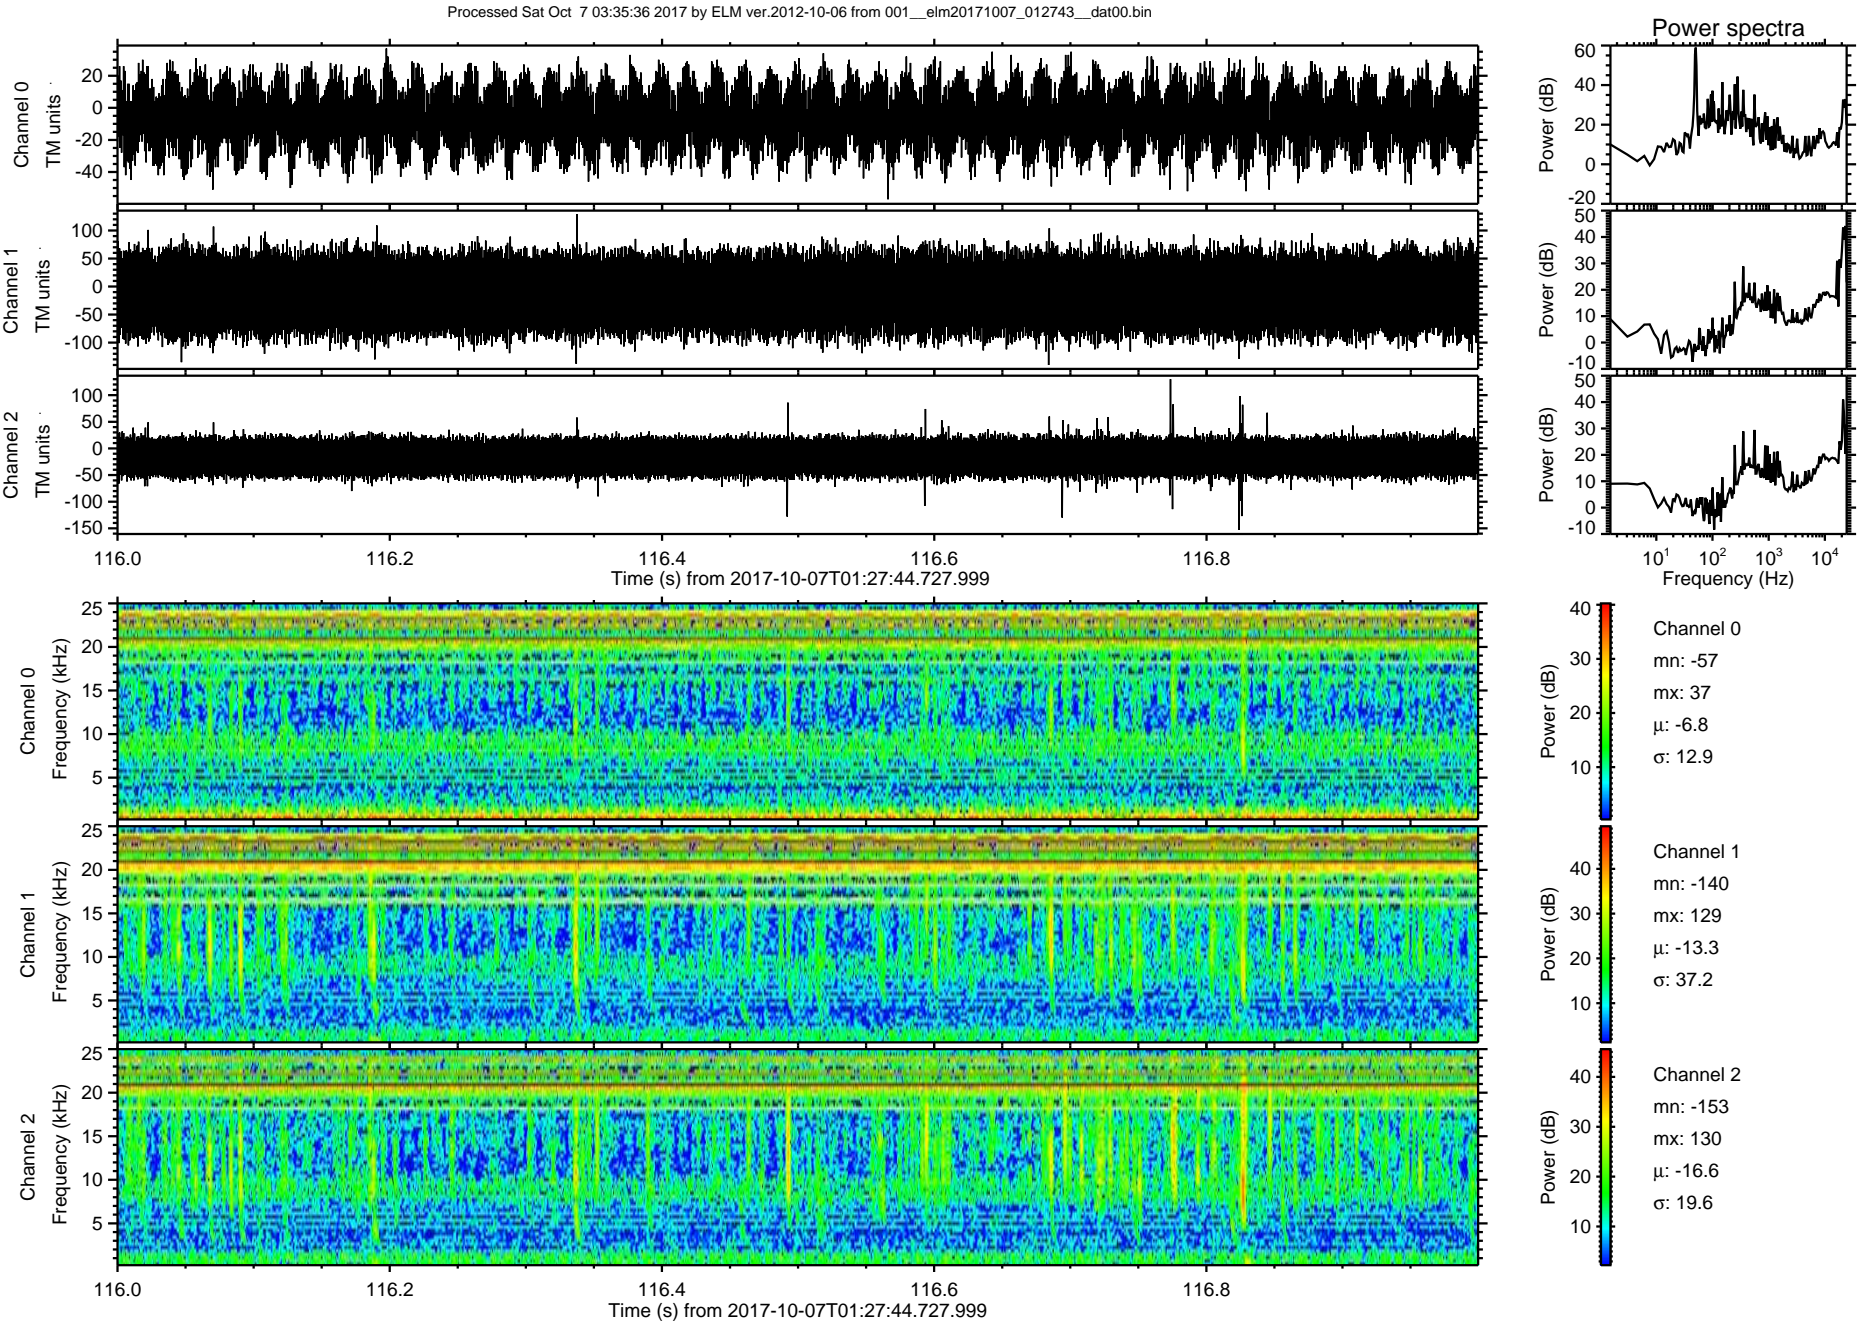 Processed Sat Oct 7 03:35:36 2017 by ELM ver.2012-10-06 from 001__elm20171007_012743__dat00.bin
Power spectra
Channel 0
TM units
20
0
-20
-40
Power (dB)
60
40
20
0
-20
Channel 1
TM units
100
50
0
-50
-100
Power (dB)
50
40
30
20
10
0
-10
Channel 2
TM units
100
50
0
-50
-100
-150
Power (dB)
50
40
30
20
10
0
-10
116.0 116.2 116.4 116.6 116.8
Time (s) from 2017-10-07T01:27:44.727.999
10^1 10^2 10^3 10^4
Frequency (Hz)
Channel 0
Frequency (kHz)
25
20
15
10
5
Power (dB)
40
30
20
10
Channel 0
mn: -57
mx: 37
µ: -6.8
σ: 12.9
Channel 1
Frequency (kHz)
25
20
15
10
5
Power (dB)
40
30
20
10
Channel 1
mn: -140
mx: 129
µ: -13.3
σ: 37.2
Channel 2
Frequency (kHz)
25
20
15
10
5
Power (dB)
40
30
20
10
Channel 2
mn: -153
mx: 130
µ: -16.6
σ: 19.6
116.0 116.2 116.4 116.6 116.8
Time (s) from 2017-10-07T01:27:44.727.999